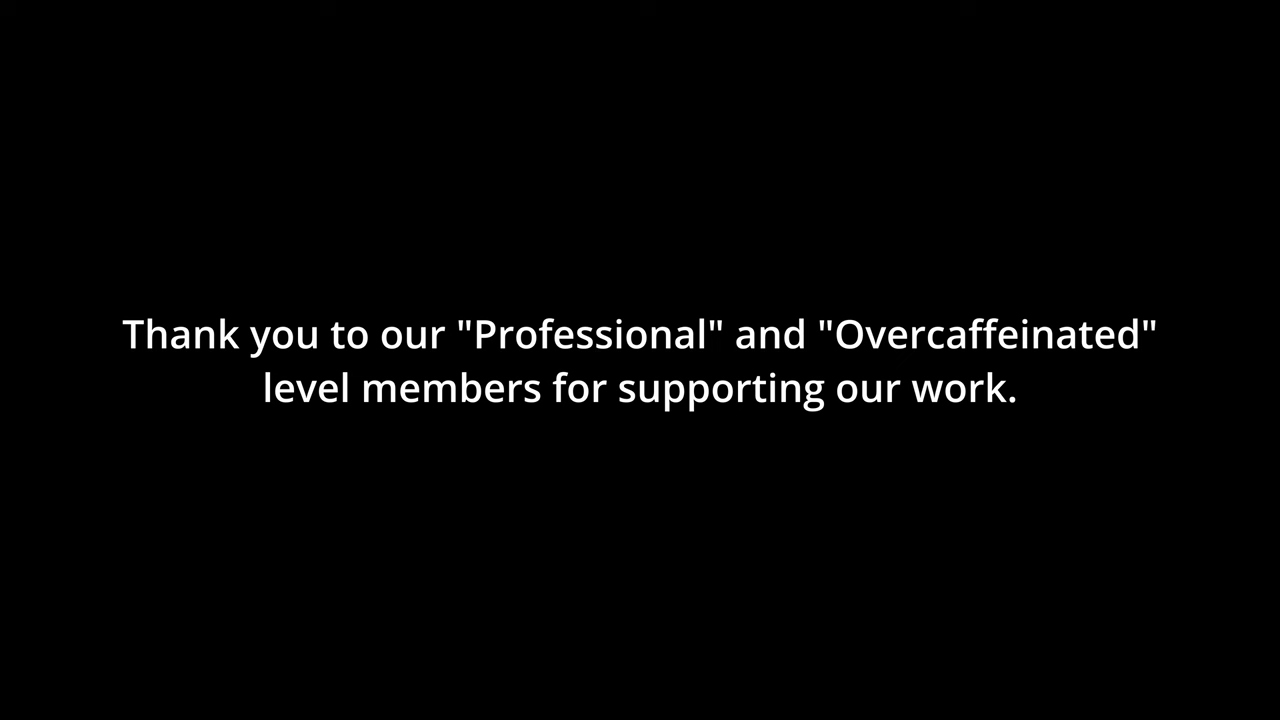 Thank you to our "Professional" and "Overcaffeinated"
level members for supporting our work.